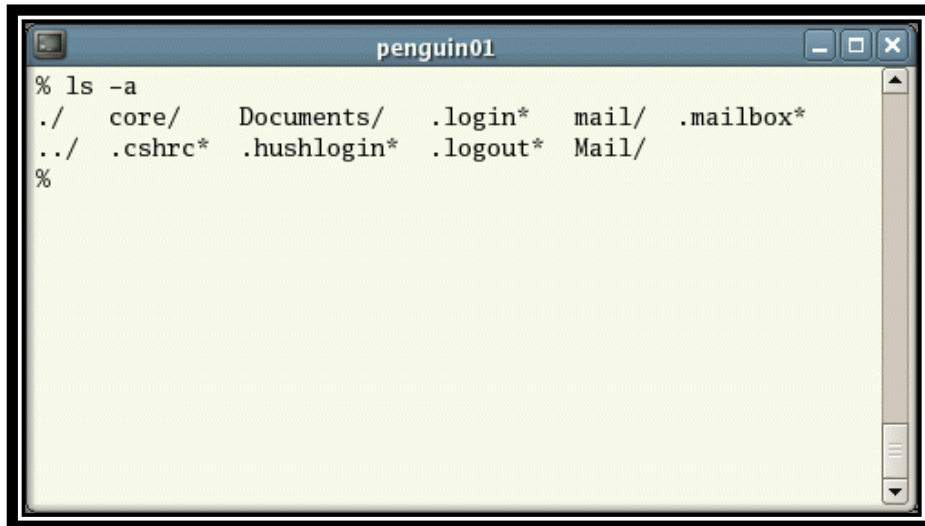 penguin01
% ls -a
./ core/ Documents/ .login* mail/ .mailbox*
../ .cshrc* .hushlogin* .logout* Mail/
%